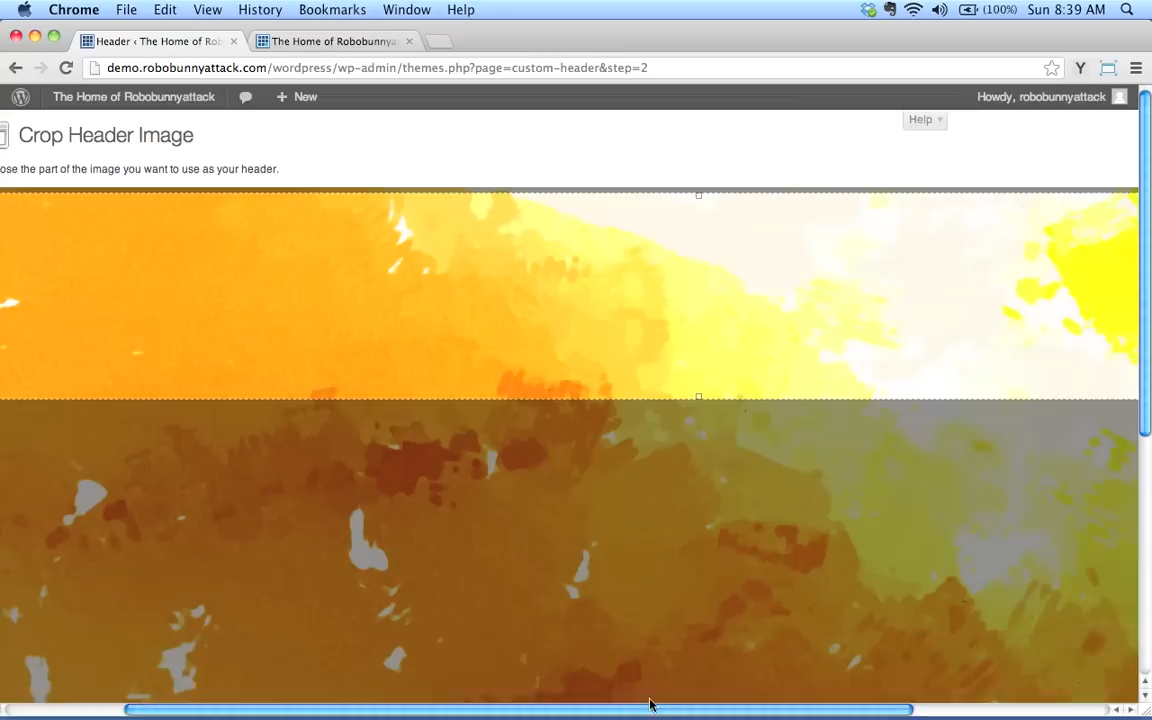 Chrome File Edit View History Bookmarks Window Help (100%) Sun 8:39 AM
Header ‹ The Home of Rob The Home of Robobunnya
demo.robobunnyattack.com/wordpress/wp-admin/themes.php?page=custom-header&step=2
The Home of Robobunnyattack + New Howdy, robobunnyattack
Help
Crop Header Image
ose the part of the image you want to use as your header.